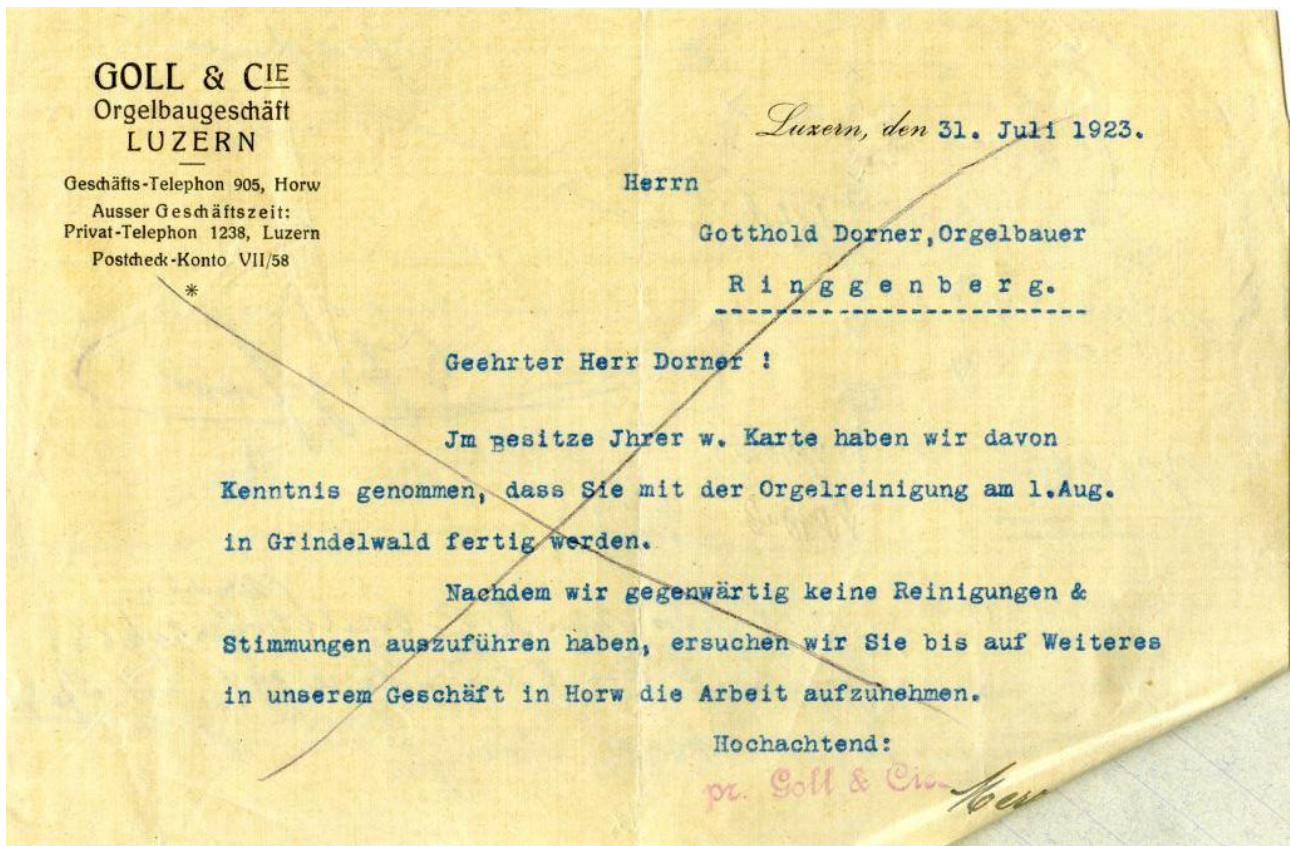 GOLL & CIE
Orgelbaugeschäft
LUZERN
Geschäfts-Telephon 905, Horw
Ausser Geschäftszeit:
Privat-Telephon 1238, Luzern
Postcheck-Konto VII/58
*
Luzern, den 31. Juli 1923.
Herrn
Gotthold Dorner,Orgelbauer
Ringgenberg.
Geehrter Herr Dorner !
Jm Besitze Jhrer w. Karte haben wir davon
Kenntnis genommen, dass Sie mit der Orgelreinigung am 1.Aug.
in Grindelwald fertig werden.
Nachdem wir gegenwärtig keine Reinigungen &
Stimmungen auszuführen haben, ersuchen wir Sie bis auf Weiteres
in unserem Geschäft in Horw die Arbeit aufzunehmen.
Hochachtend:
pr. Goll & Cie